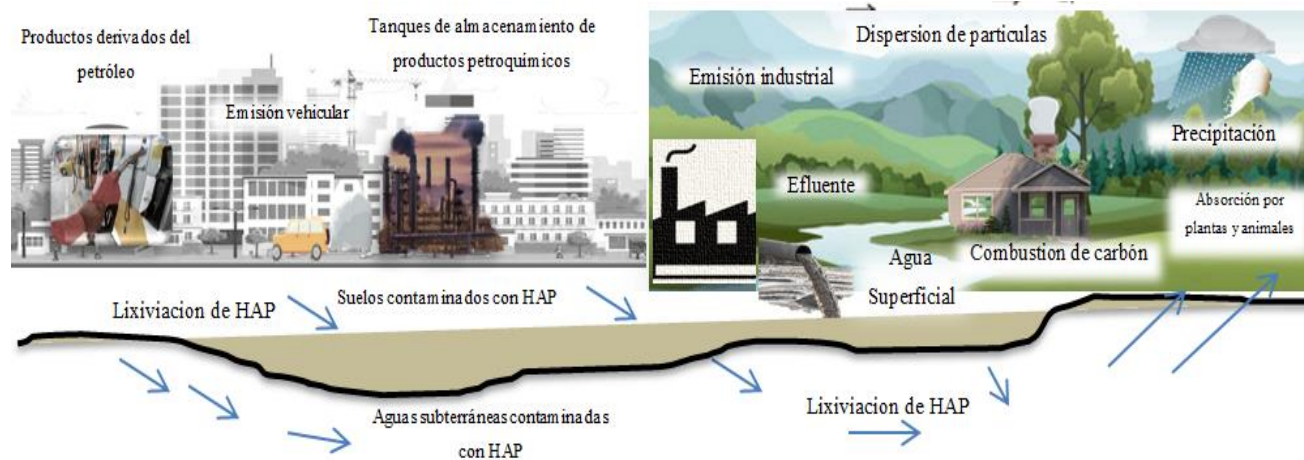 Productos derivados del
petróleo
Emisión vehicular
Tanques de almacenamiento de
productos petroquímicos
Dispersion de particulas
Emisión industrial
Precipitación
Efluente
Absorción por
plantas y animales
Agua
Superficial
Combustion de carbón
Lixiviacion de HAP
Suelos contaminados con HAP
Aguas subterráneas contaminadas
con HAP
Lixiviacion de HAP